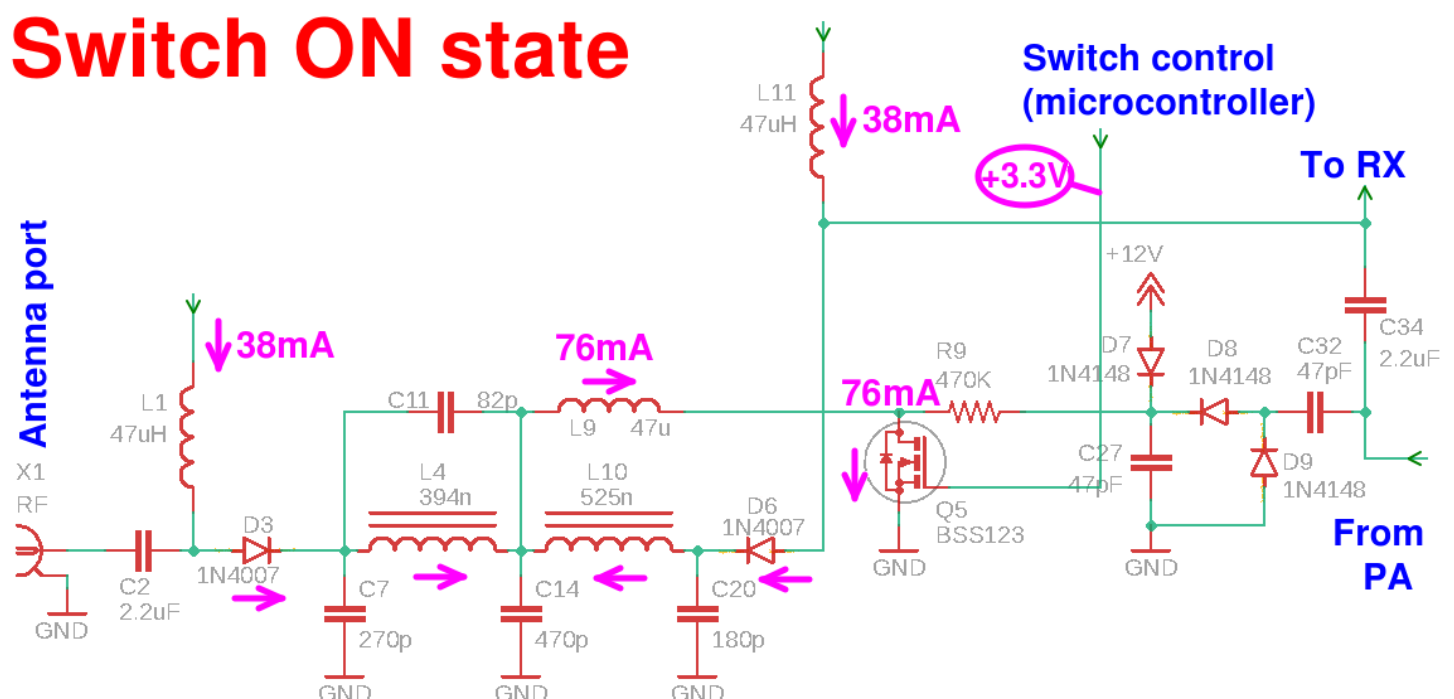 Switch ON state
L11
47uH
38mA
Switch control
(microcontroller)
+3.3V
To RX
Antenna port
+12V
38mA
76mA
R9
470K
D7
1N4148
D8
1N4148
C32
47pF
C34
2.2uF
L1
47uH
C11
82p
L9
47u
76mA
X1
RF
L4
394n
L10
525n
D6
1N4007
C27
47pF
D9
1N4148
Q5
BSS123
D3
1N4007
From
PA
C2
2.2uF
GND
C7
270p
C14
470p
C20
180p
GND
GND
GND
GND
GND